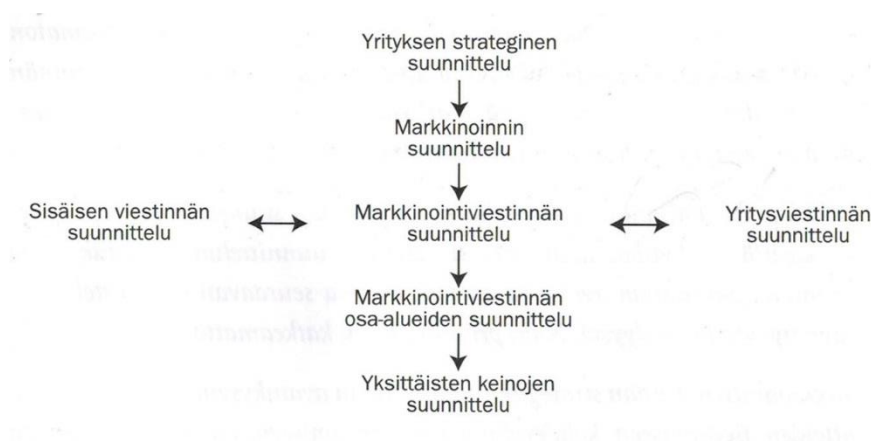 Yrityksen strateginen
suunnittelu
Markkinoinnin
suunnittelu
Sisäisen viestinnän
suunnittelu
Markkinointiviestinnän
suunnittelu
Yritysviestinnän
suunnittelu
Markkinointiviestinnän
osa-alueiden suunnittelu
Yksittäisten keinojen
suunnittelu